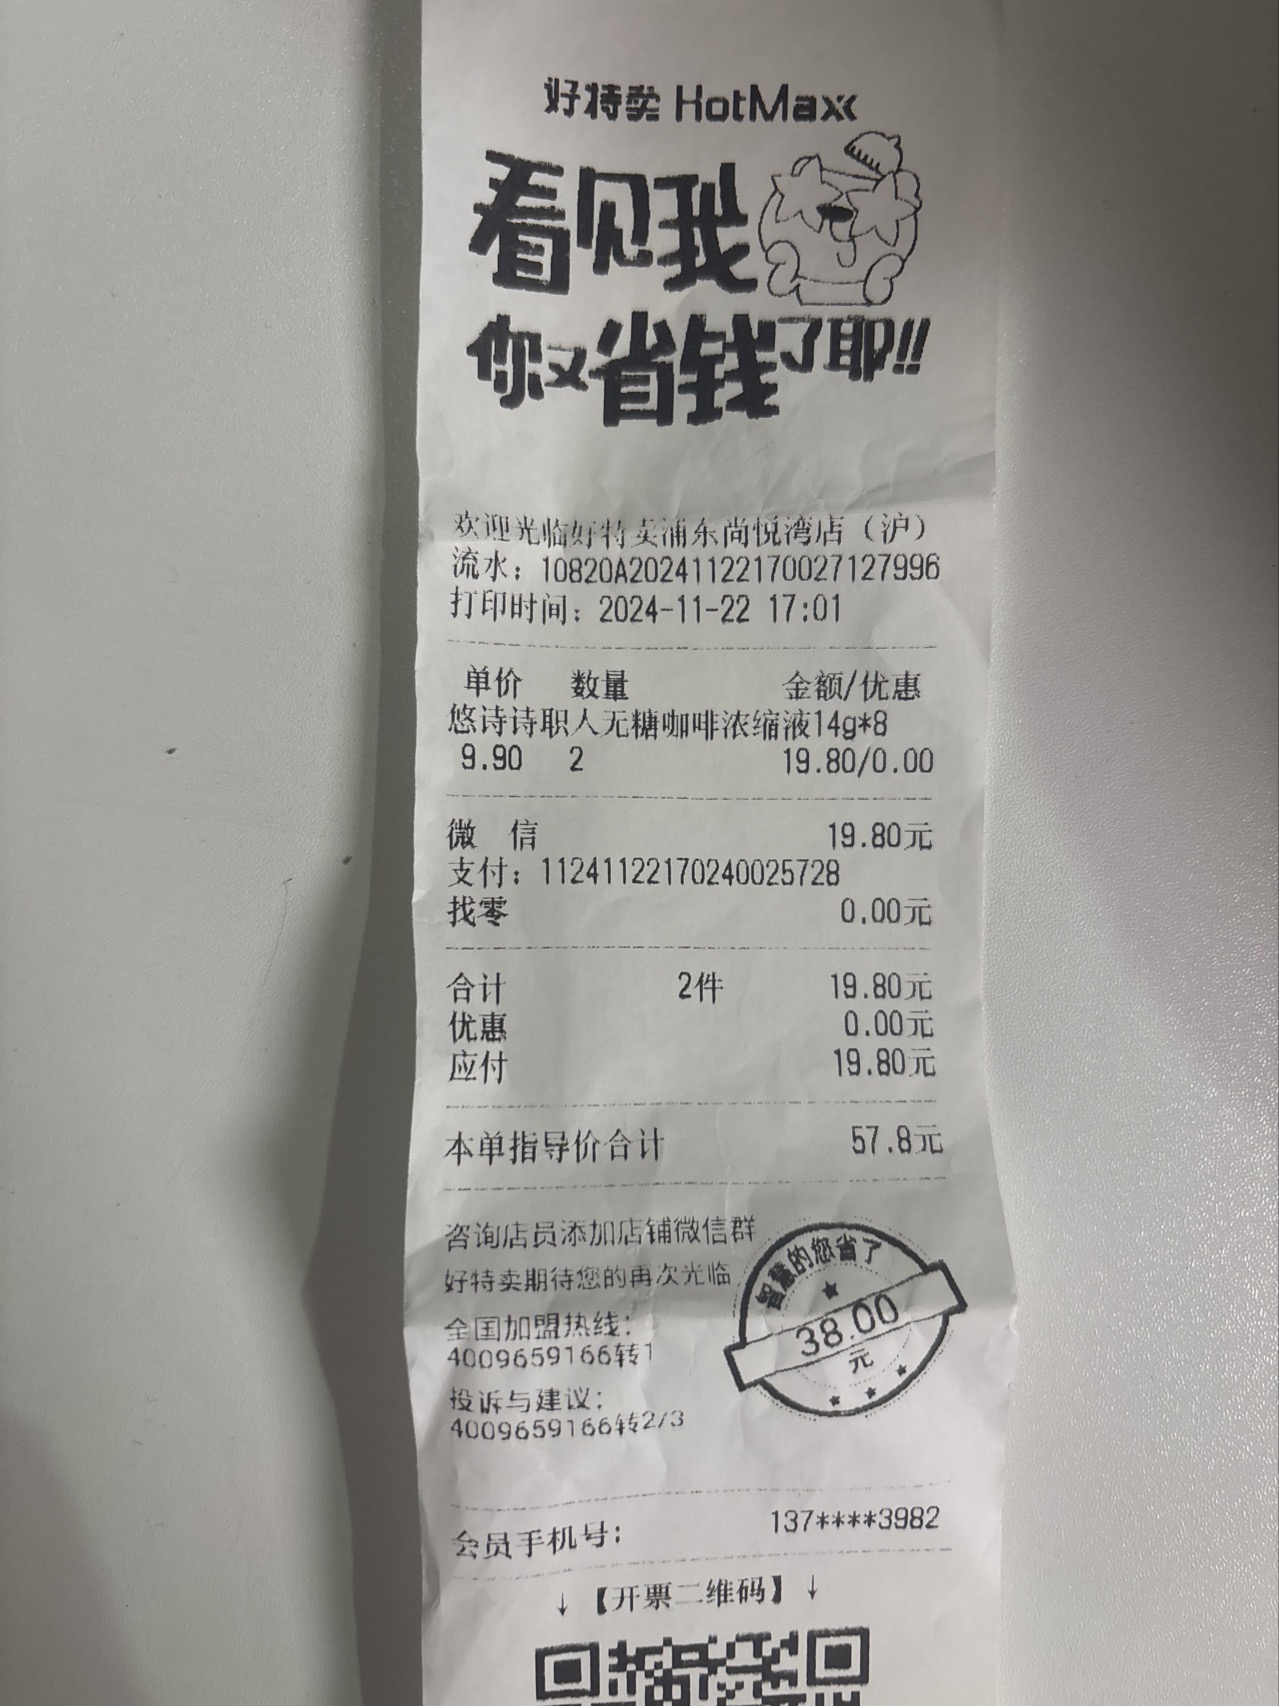 好特卖 HotMaxx
看见我
你又省钱了耶!!
欢迎光临好特卖浦东尚悦湾店（沪）
流水：10820A20241122170027127996
打印时间：2024-11-22 17:01
单价 数量 金额/优惠
悠诗诗职人无糖咖啡浓缩液14g*8
9.90 2 19.80/0.00
微 信 19.80元
支付：11241122170240025728
找零 0.00元
合计 2件 19.80元
优惠 0.00元
应付 19.80元
本单指导价合计 57.8元
咨询店员添加店铺微信群
好特卖期待您的再次光临
全国加盟热线：
4009659166转1
投诉与建议：
4009659166转2/3
智慧的您省了
38.00
元
会员手机号： 137****3982
↓【开票二维码】↓